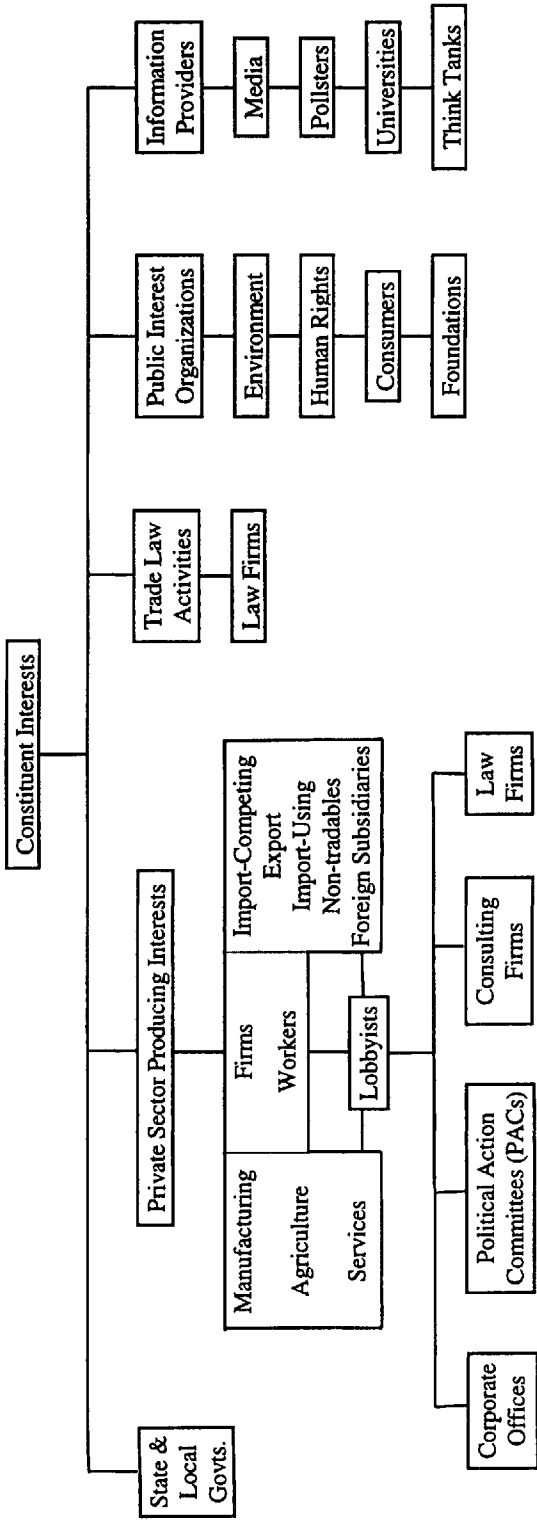 Constituent Interests
State &
Local
Govts.
Private Sector Producing Interests
Manufacturing
Agriculture
Services
Firms
Workers
Import-Competing
Export
Import-Using
Non-tradables
Foreign Subsidiaries
Lobbyists
Corporate
Offices
Political Action
Committees (PACs)
Consulting
Firms
Law
Firms
Trade Law
Activities
Law Firms
Public Interest
Organizations
Environment
Human Rights
Consumers
Foundations
Information
Providers
Media
Pollsters
Universities
Think Tanks